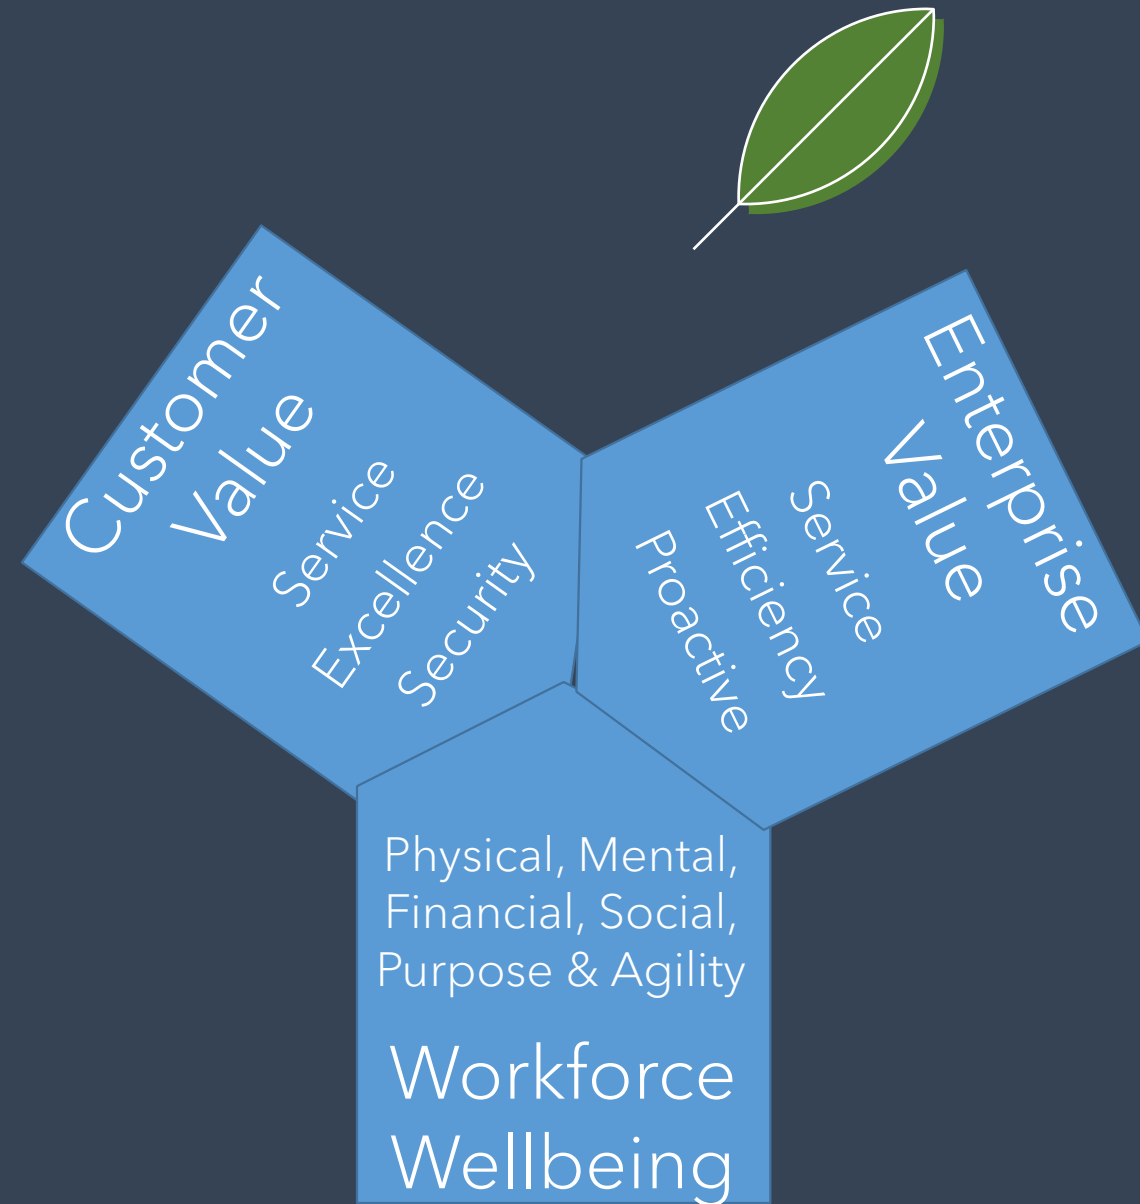 Customer
Value
Service
Excellence
Security
Enterprise
Value
Service
Efficiency
Proactive
Physical, Mental,
Financial, Social,
Purpose & Agility
Workforce
Wellbeing